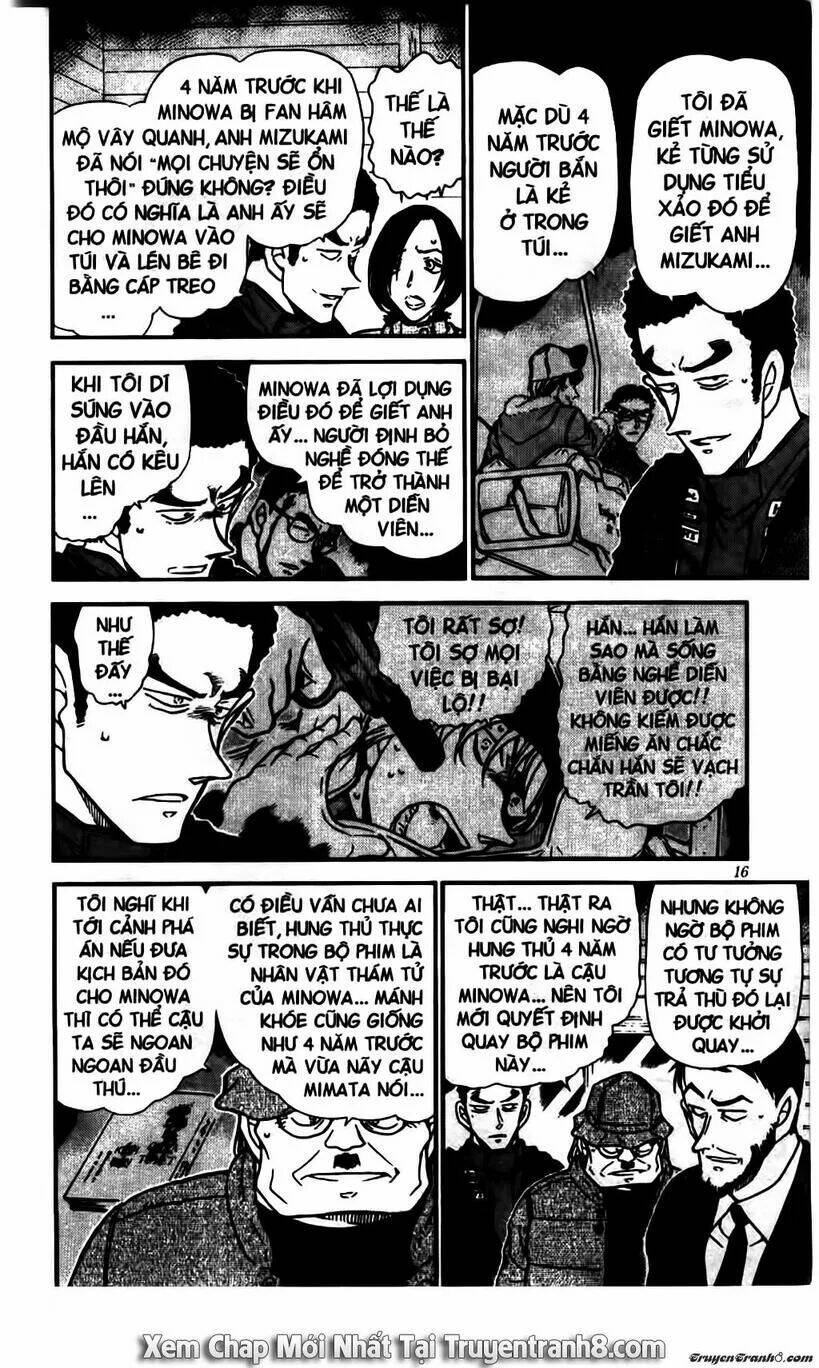 TÔI ĐÃ
GIẾT MINOWA,
KẺ TỪNG SỬ
DỤNG TIỂU
XẢO ĐÓ ĐỂ
GIẾT ANH
MIZUKAMI...
MẶC DÙ 4
NĂM TRƯỚC
NGƯỜI BẮN
LÀ KẺ
Ở TRONG
TÚI...
THẾ LÀ
THẾ
NÀO?
4 NĂM TRƯỚC KHI
MINOWA BỊ FAN HÂM
MỘ VÂY QUANH, ANH MIZUKAMI
ĐÃ NÓI "MỌI CHUYỆN SẼ ỔN
THÔI" ĐÚNG KHÔNG? ĐIỀU
ĐÓ CÓ NGHĨA LÀ ANH ẤY SẼ
CHO MINOWA VÀO
TÚI VÀ LÉN BÊ ĐI
BẰNG CÁP TREO
...
MINOWA ĐÃ LỢI DỤNG
ĐIỀU ĐÓ ĐỂ GIẾT ANH
ẤY... NGƯỜI ĐỊNH BỎ
NGHỀ ĐÓNG THẾ
ĐỂ TRỞ THÀNH
MỘT DIỄN
VIÊN...
KHI TÔI DÍ
SÚNG VÀO
ĐẦU HẮN,
HẮN CÓ KÊU
LÊN
...
HẮN... HẮN LÀM
SAO MÀ SỐNG
BẰNG NGHỀ DIỄN
VIÊN ĐƯỢC!!
KHÔNG KIẾM ĐƯỢC
MIẾNG ĂN CHẮC
CHẮN HẮN SẼ VẠCH
TRẦN TÔI!!
TÔI RẤT SỢ!
TÔI SỢ MỌI
VIỆC BỊ BẠI
LỘ!!
NHƯ
THẾ
ĐẤY
...
16
NHƯNG KHÔNG
NGỜ BỘ PHIM
CÓ TƯ TƯỞNG
TƯƠNG TỰ SỰ
TRẢ THÙ ĐÓ LẠI
ĐƯỢC KHỞI
QUAY...
THẬT... THẬT RA
TÔI CŨNG NGHI NGỜ
HUNG THỦ 4 NĂM
TRƯỚC LÀ CẬU
MINOWA... NÊN TÔI
MỚI QUYẾT ĐỊNH
QUAY BỘ PHIM
NÀY...
CÓ ĐIỀU VẪN CHƯA AI
BIẾT, HUNG THỦ THỰC
SỰ TRONG BỘ PHIM LÀ
NHÂN VẬT THÁM TỬ
CỦA MINOWA... MÁNH
KHÓE CŨNG GIỐNG
NHƯ 4 NĂM TRƯỚC
MÀ VỪA NÃY CẬU
MIMATA NÓI...
TÔI NGHĨ KHI
TỚI CẢNH PHÁ
ÁN NẾU ĐƯA
KỊCH BẢN ĐÓ
CHO MINOWA
THÌ CÓ THỂ CẬU
TA SẼ NGOAN
NGOAN ĐẦU
THÚ...
Xem Chap Mới Nhất Tại Truyentranh8.com
TruyenTranh8.com